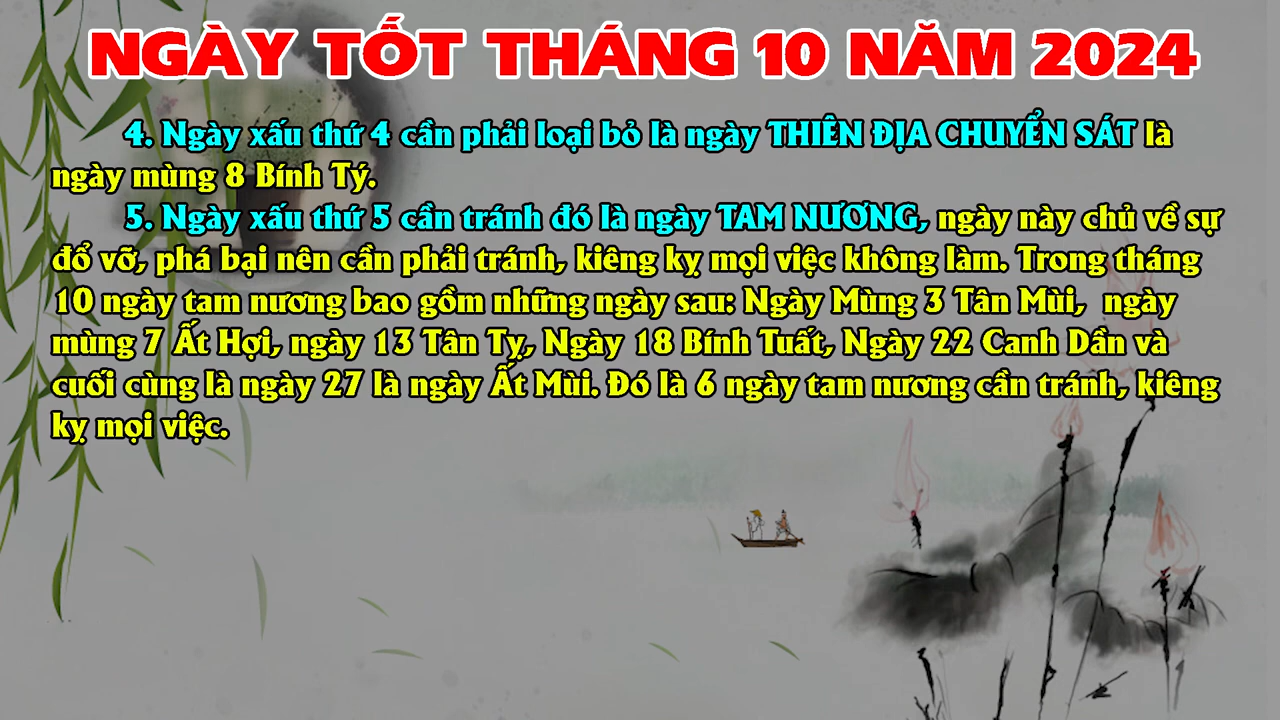 NGÀY TỐT THÁNG 10 NĂM 2024
4. Ngày xấu thứ 4 cần phải loại bỏ là ngày THIÊN ĐỊA CHUYỂN SÁT là
ngày mùng 8 Bính Tý.
5. Ngày xấu thứ 5 cần tránh đó là ngày TAM NƯƠNG, ngày này chủ về sự
đổ vỡ, phá bại nên cần phải tránh, kiêng kỵ mọi việc không làm. Trong tháng
10 ngày tam nương bao gồm những ngày sau: Ngày Mùng 3 Tân Mùi, ngày
mùng 7 Ất Hợi, ngày 13 Tân Tỵ, Ngày 18 Bính Tuất, Ngày 22 Canh Dần và
cuối cùng là ngày 27 là ngày Ất Mùi. Đó là 6 ngày tam nương cần tránh, kiêng
kỵ mọi việc.